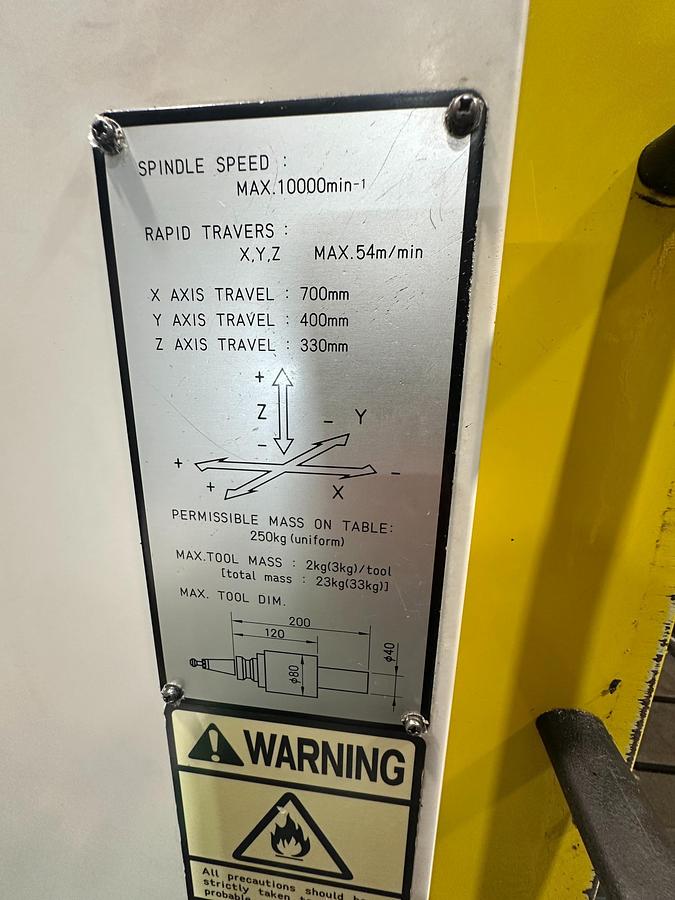 SPINDLE SPEED :
MAX.10000min-1
RAPID TRAVERS :
X,Y,Z MAX.54m/min
X AXIS TRAVEL : 700mm
Y AXIS TRAVEL : 400mm
Z AXIS TRAVEL : 330mm
+
Z
− Y
−
+ −
+ X
PERMISSIBLE MASS ON TABLE:
250kg (uniform)
MAX.TOOL MASS : 2kg(3kg)/tool
[total mass : 23kg(33kg)]
MAX. TOOL DIM.
200
120
φ80
φ40
WARNING
All precautions should be
strictly taken